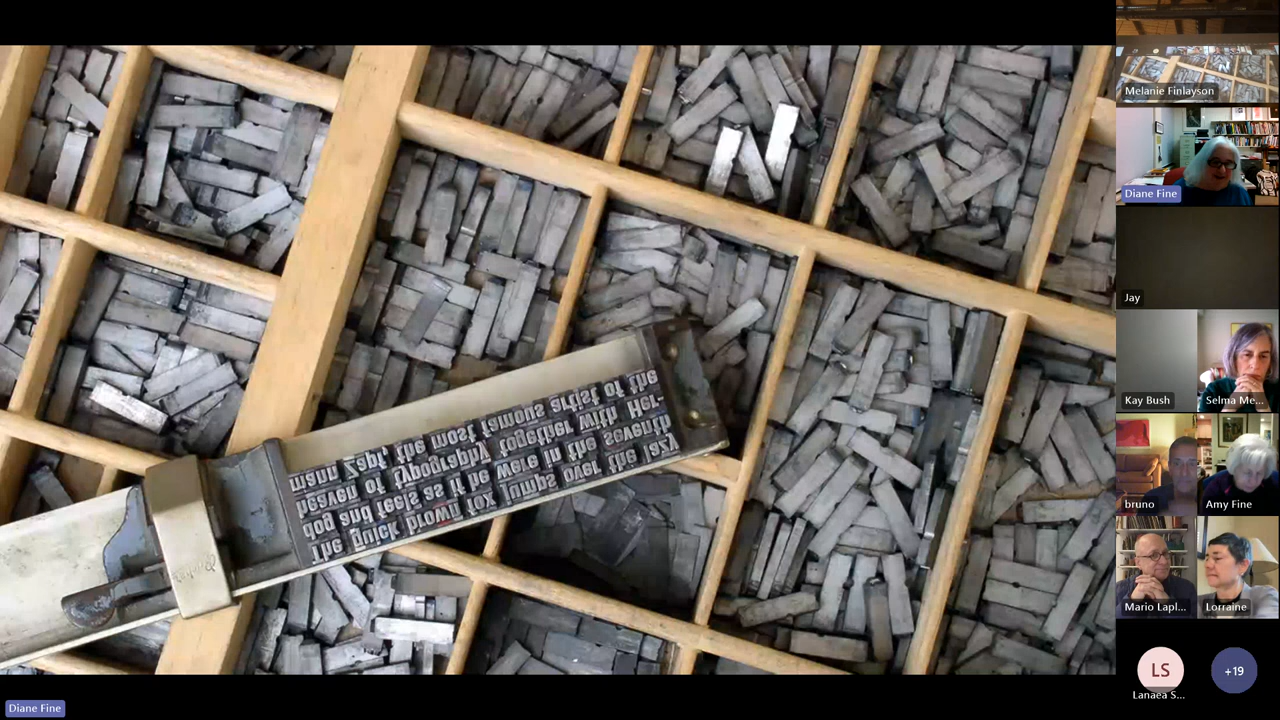 The quick brown fox jumps over the lazy
dog and feels as if he were in the seventh
heaven of typography together with Her-
mann Zapf, the most famous artist of the
Diane Fine
Melanie Finlayson
Diane Fine
Jay
Kay Bush
Selma Me...
bruno
Amy Fine
Mario Lapl...
Lorraine
LS
Lanaea S...
+19